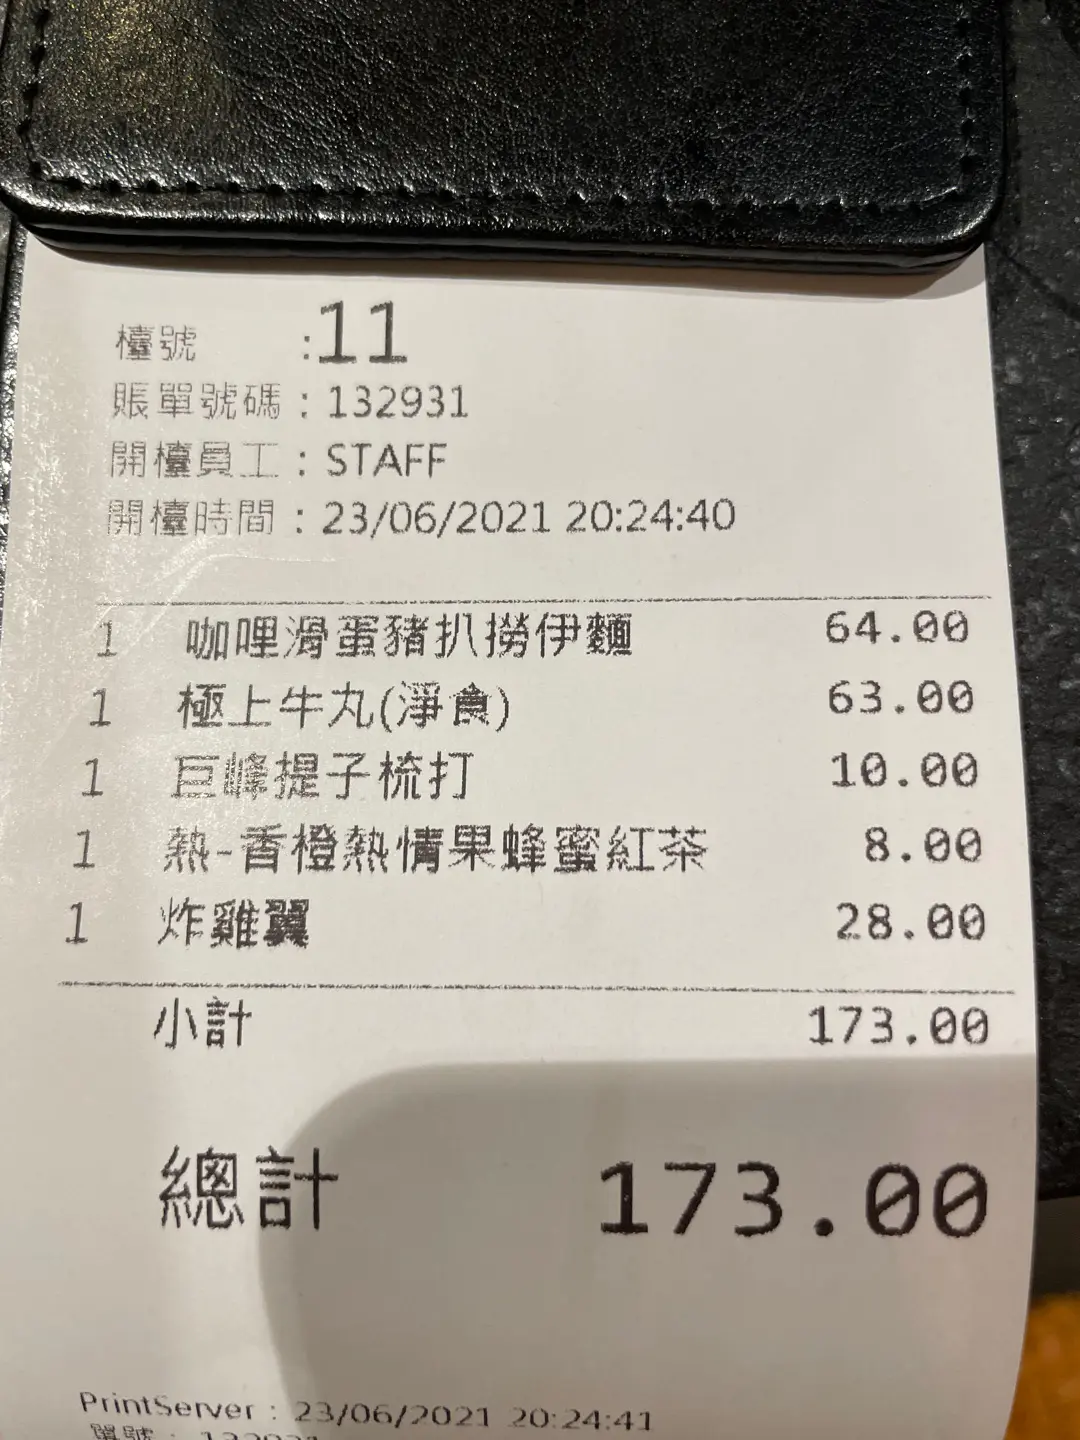 檯號 :11
賬單號碼 : 132931
開檯員工 : STAFF
開檯時間 : 23/06/2021 20:24:40
1 咖哩滑蛋豬扒撈伊麵 64.00
1 極上牛丸(淨食) 63.00
1 巨峰提子梳打 10.00
1 熱-香橙熱情果蜂蜜紅茶 8.00
1 炸雞翼 28.00
小計 173.00
總計 173.00
PrintServer : 23/06/2021 20:24:41
單號 : 132931